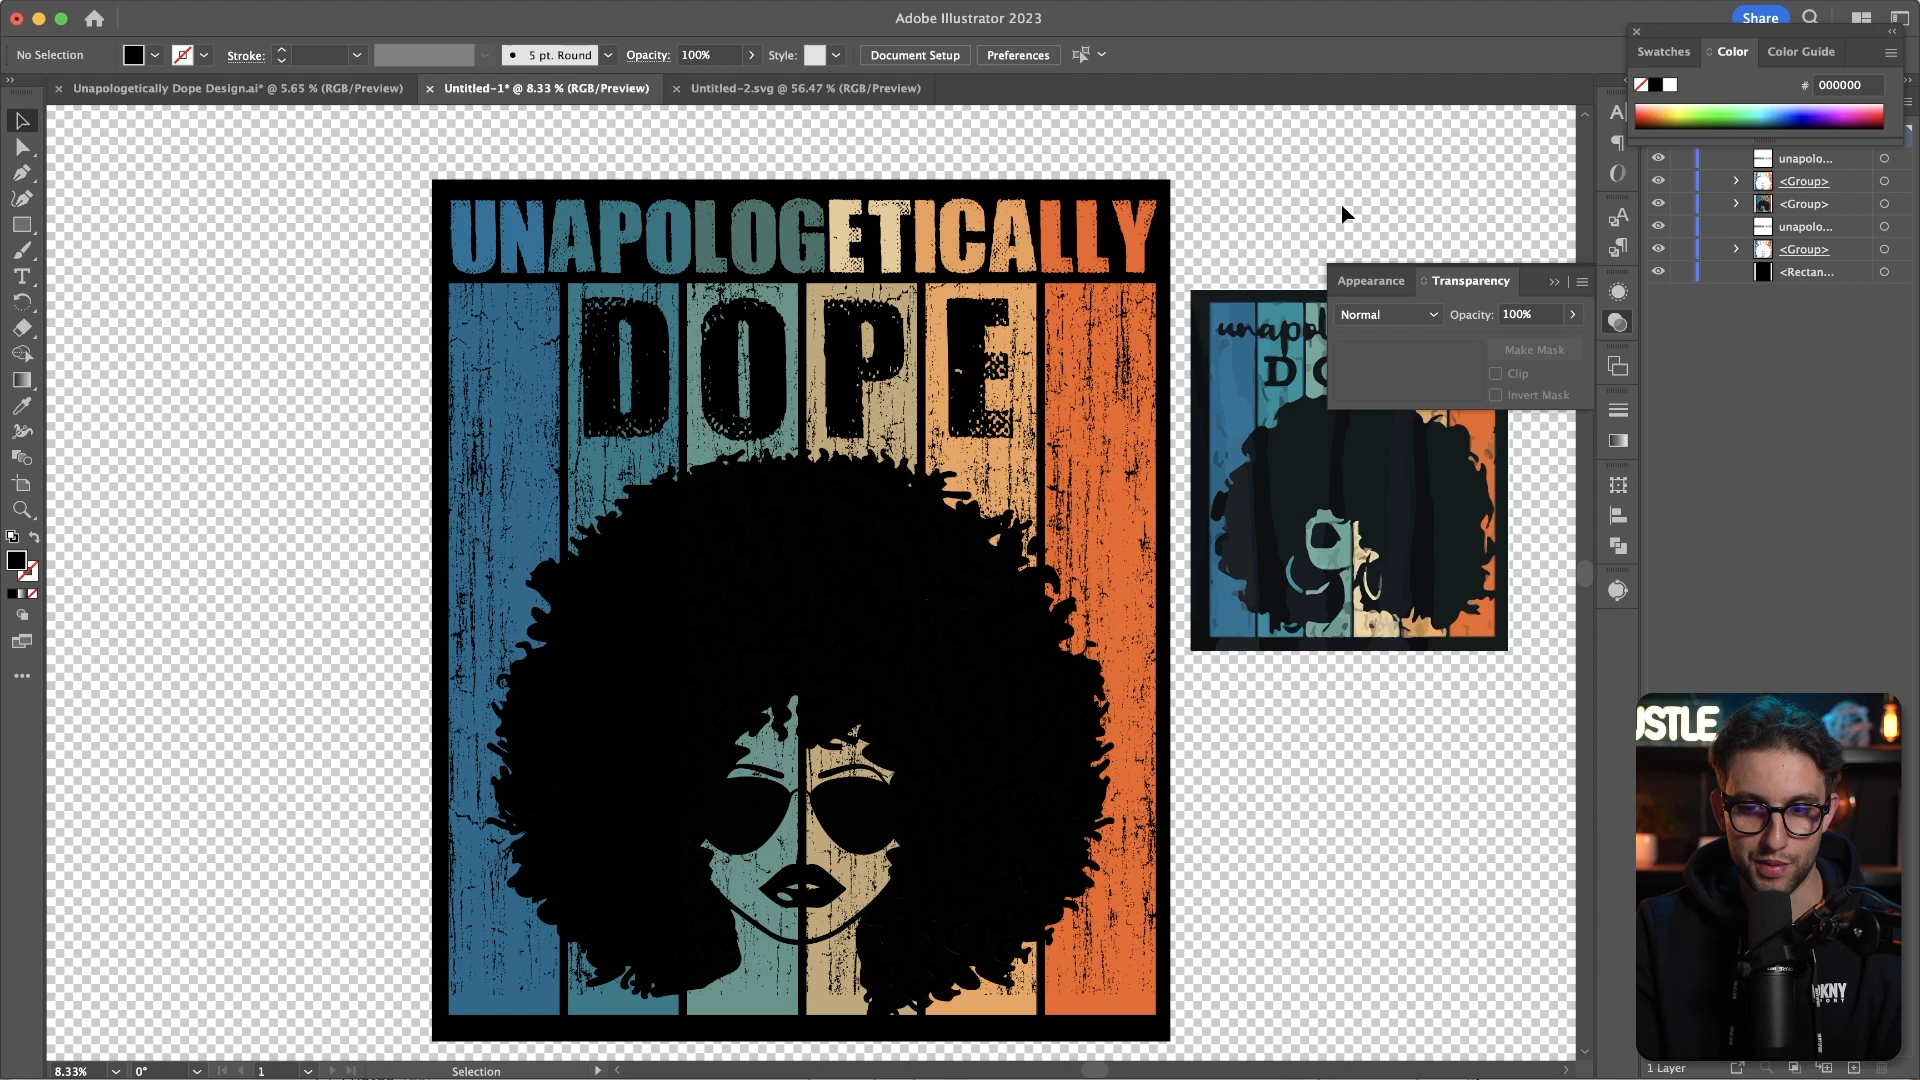 Adobe Illustrator 2023
Share
No Selection
Stroke:
5 pt. Round
Opacity:
100%
Style:
Document Setup
Preferences
Swatches
Color
Color Guide
Unapologetically Dope Design.ai* @ 5.65 % (RGB/Preview)
Untitled-1* @ 8.33 % (RGB/Preview)
Untitled-2.svg @ 56.47 % (RGB/Preview)
# 000000
unapolo...
<Group>
<Group>
unapolo...
<Group>
<Rectan...
UNAPOLOGETICALLY
DOPE
Appearance
Transparency
Normal
Opacity: 100%
Make Mask
Clip
Invert Mask
USTLE
DKNY
SPORT
8.33%
0°
1
Selection
1 Layer